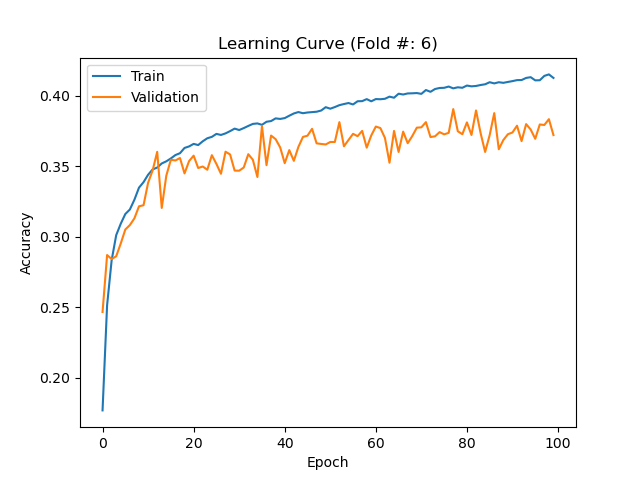 Learning Curve (Fold #: 6)
Train
Validation
0.40
0.35
0.30
0.25
0.20
Accuracy
0 20 40 60 80 100
Epoch